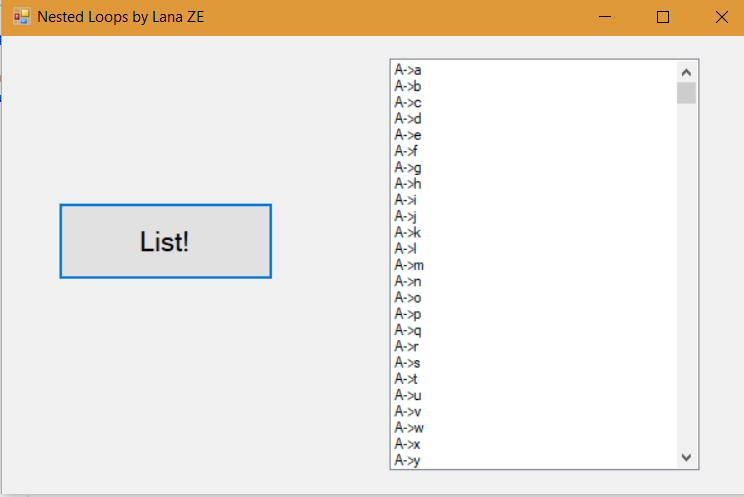 Nested Loops by Lana ZE
List!
A->a
A->b
A->c
A->d
A->e
A->f
A->g
A->h
A->i
A->j
A->k
A->l
A->m
A->n
A->o
A->p
A->q
A->r
A->s
A->t
A->u
A->v
A->w
A->x
A->y